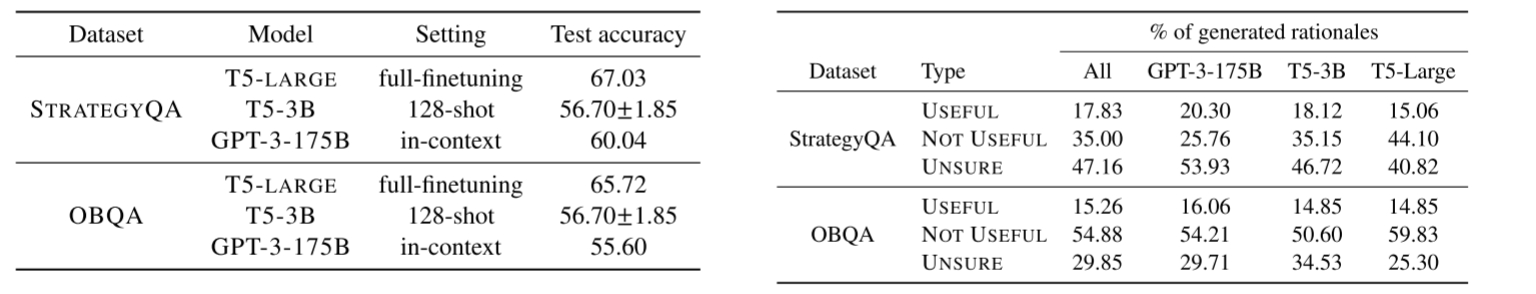 Dataset Model Setting Test accuracy
T5-LARGE full-finetuning 67.03
STRATEGYQA T5-3B 128-shot 56.70±1.85
GPT-3-175B in-context 60.04
T5-LARGE full-finetuning 65.72
OBQA T5-3B 128-shot 56.70±1.85
GPT-3-175B in-context 55.60
% of generated rationales
Dataset Type All GPT-3-175B T5-3B T5-Large
USEFUL 17.83 20.30 18.12 15.06
StrategyQA NOT USEFUL 35.00 25.76 35.15 44.10
UNSURE 47.16 53.93 46.72 40.82
USEFUL 15.26 16.06 14.85 14.85
OBQA NOT USEFUL 54.88 54.21 50.60 59.83
UNSURE 29.85 29.71 34.53 25.30